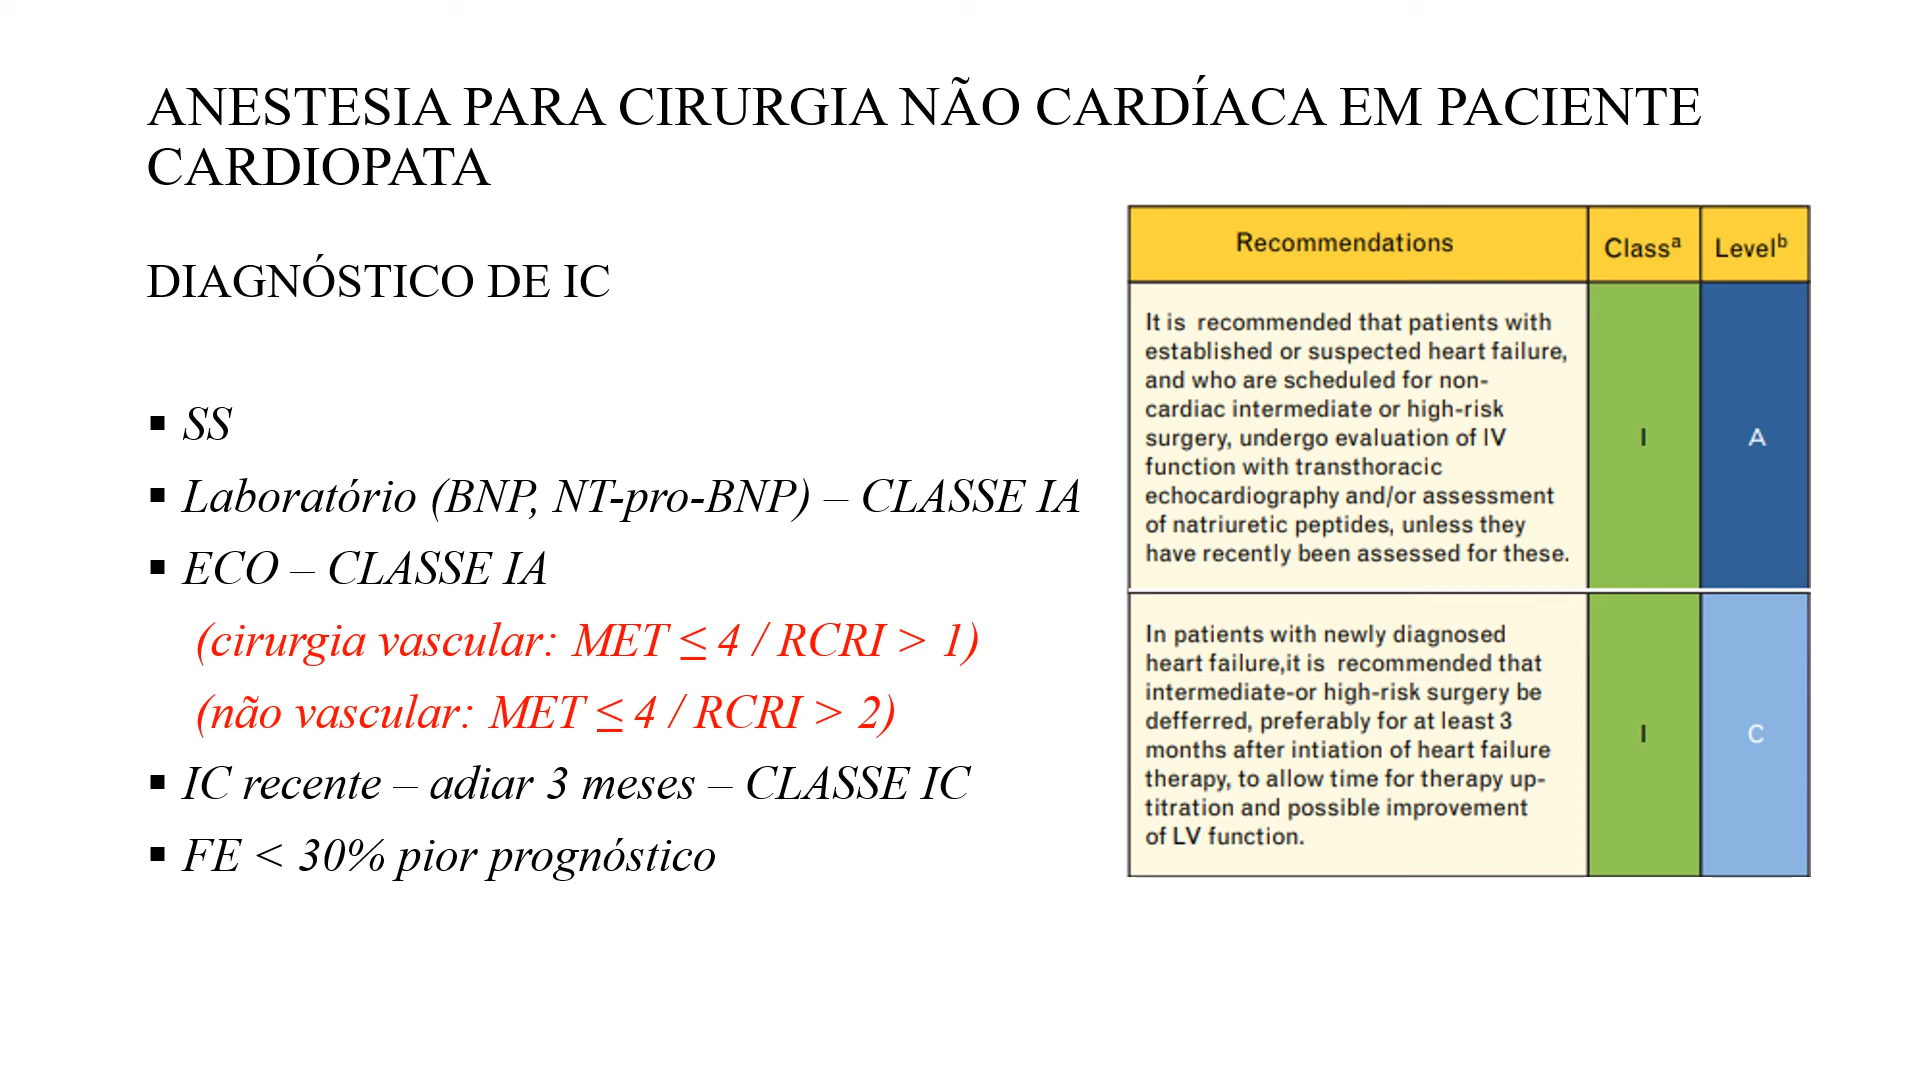 ANESTESIA PARA CIRURGIA NÃO CARDÍACA EM PACIENTE
CARDIOPATA
DIAGNÓSTICO DE IC
▪ SS
▪ Laboratório (BNP, NT-pro-BNP) – CLASSE IA
▪ ECO – CLASSE IA
(cirurgia vascular: MET ≤ 4 / RCRI > 1)
(não vascular: MET ≤ 4 / RCRI > 2)
▪ IC recente – adiar 3 meses – CLASSE IC
▪ FE < 30% pior prognóstico
Recommendations Classᵃ Levelᵇ
It is recommended that patients with
established or suspected heart failure,
and who are scheduled for non-
cardiac intermediate or high-risk
surgery, undergo evaluation of IV
function with transthoracic
echocardiography and/or assessment
of natriuretic peptides, unless they
have recently been assessed for these.
I
A
In patients with newly diagnosed
heart failure,it is recommended that
intermediate-or high-risk surgery be
defferred, preferably for at least 3
months after intiation of heart failure
therapy, to allow time for therapy up-
titration and possible improvement
of LV function.
I
C